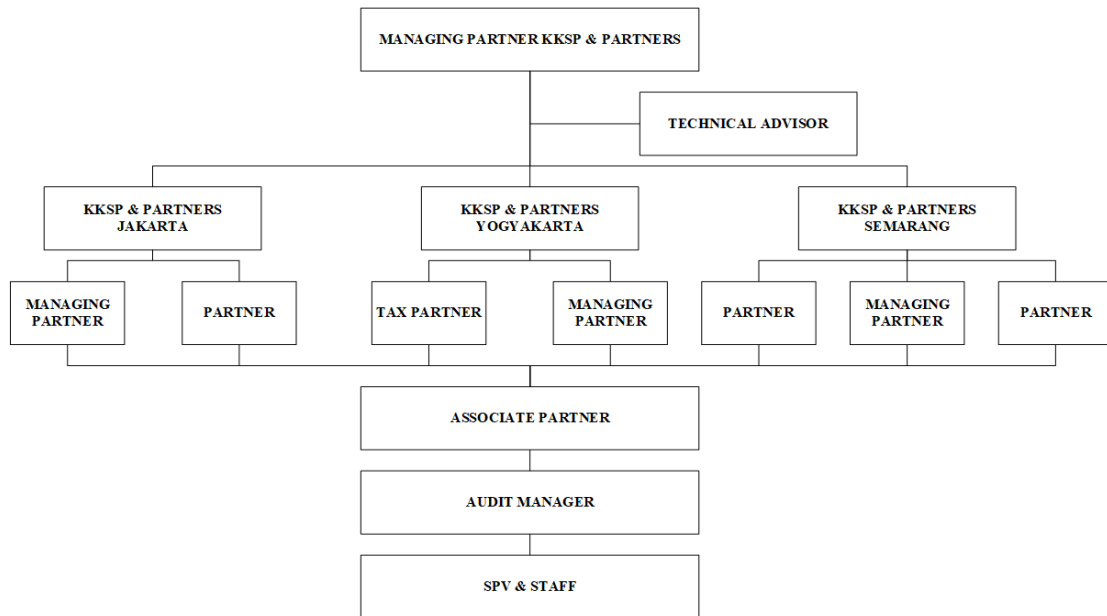 MANAGING PARTNER KKSP & PARTNERS
TECHNICAL ADVISOR
KKSP & PARTNERS
JAKARTA
KKSP & PARTNERS
YOGYAKARTA
KKSP & PARTNERS
SEMARANG
MANAGING
PARTNER
PARTNER
TAX PARTNER
MANAGING
PARTNER
PARTNER
MANAGING
PARTNER
PARTNER
ASSOCIATE PARTNER
AUDIT MANAGER
SPV & STAFF